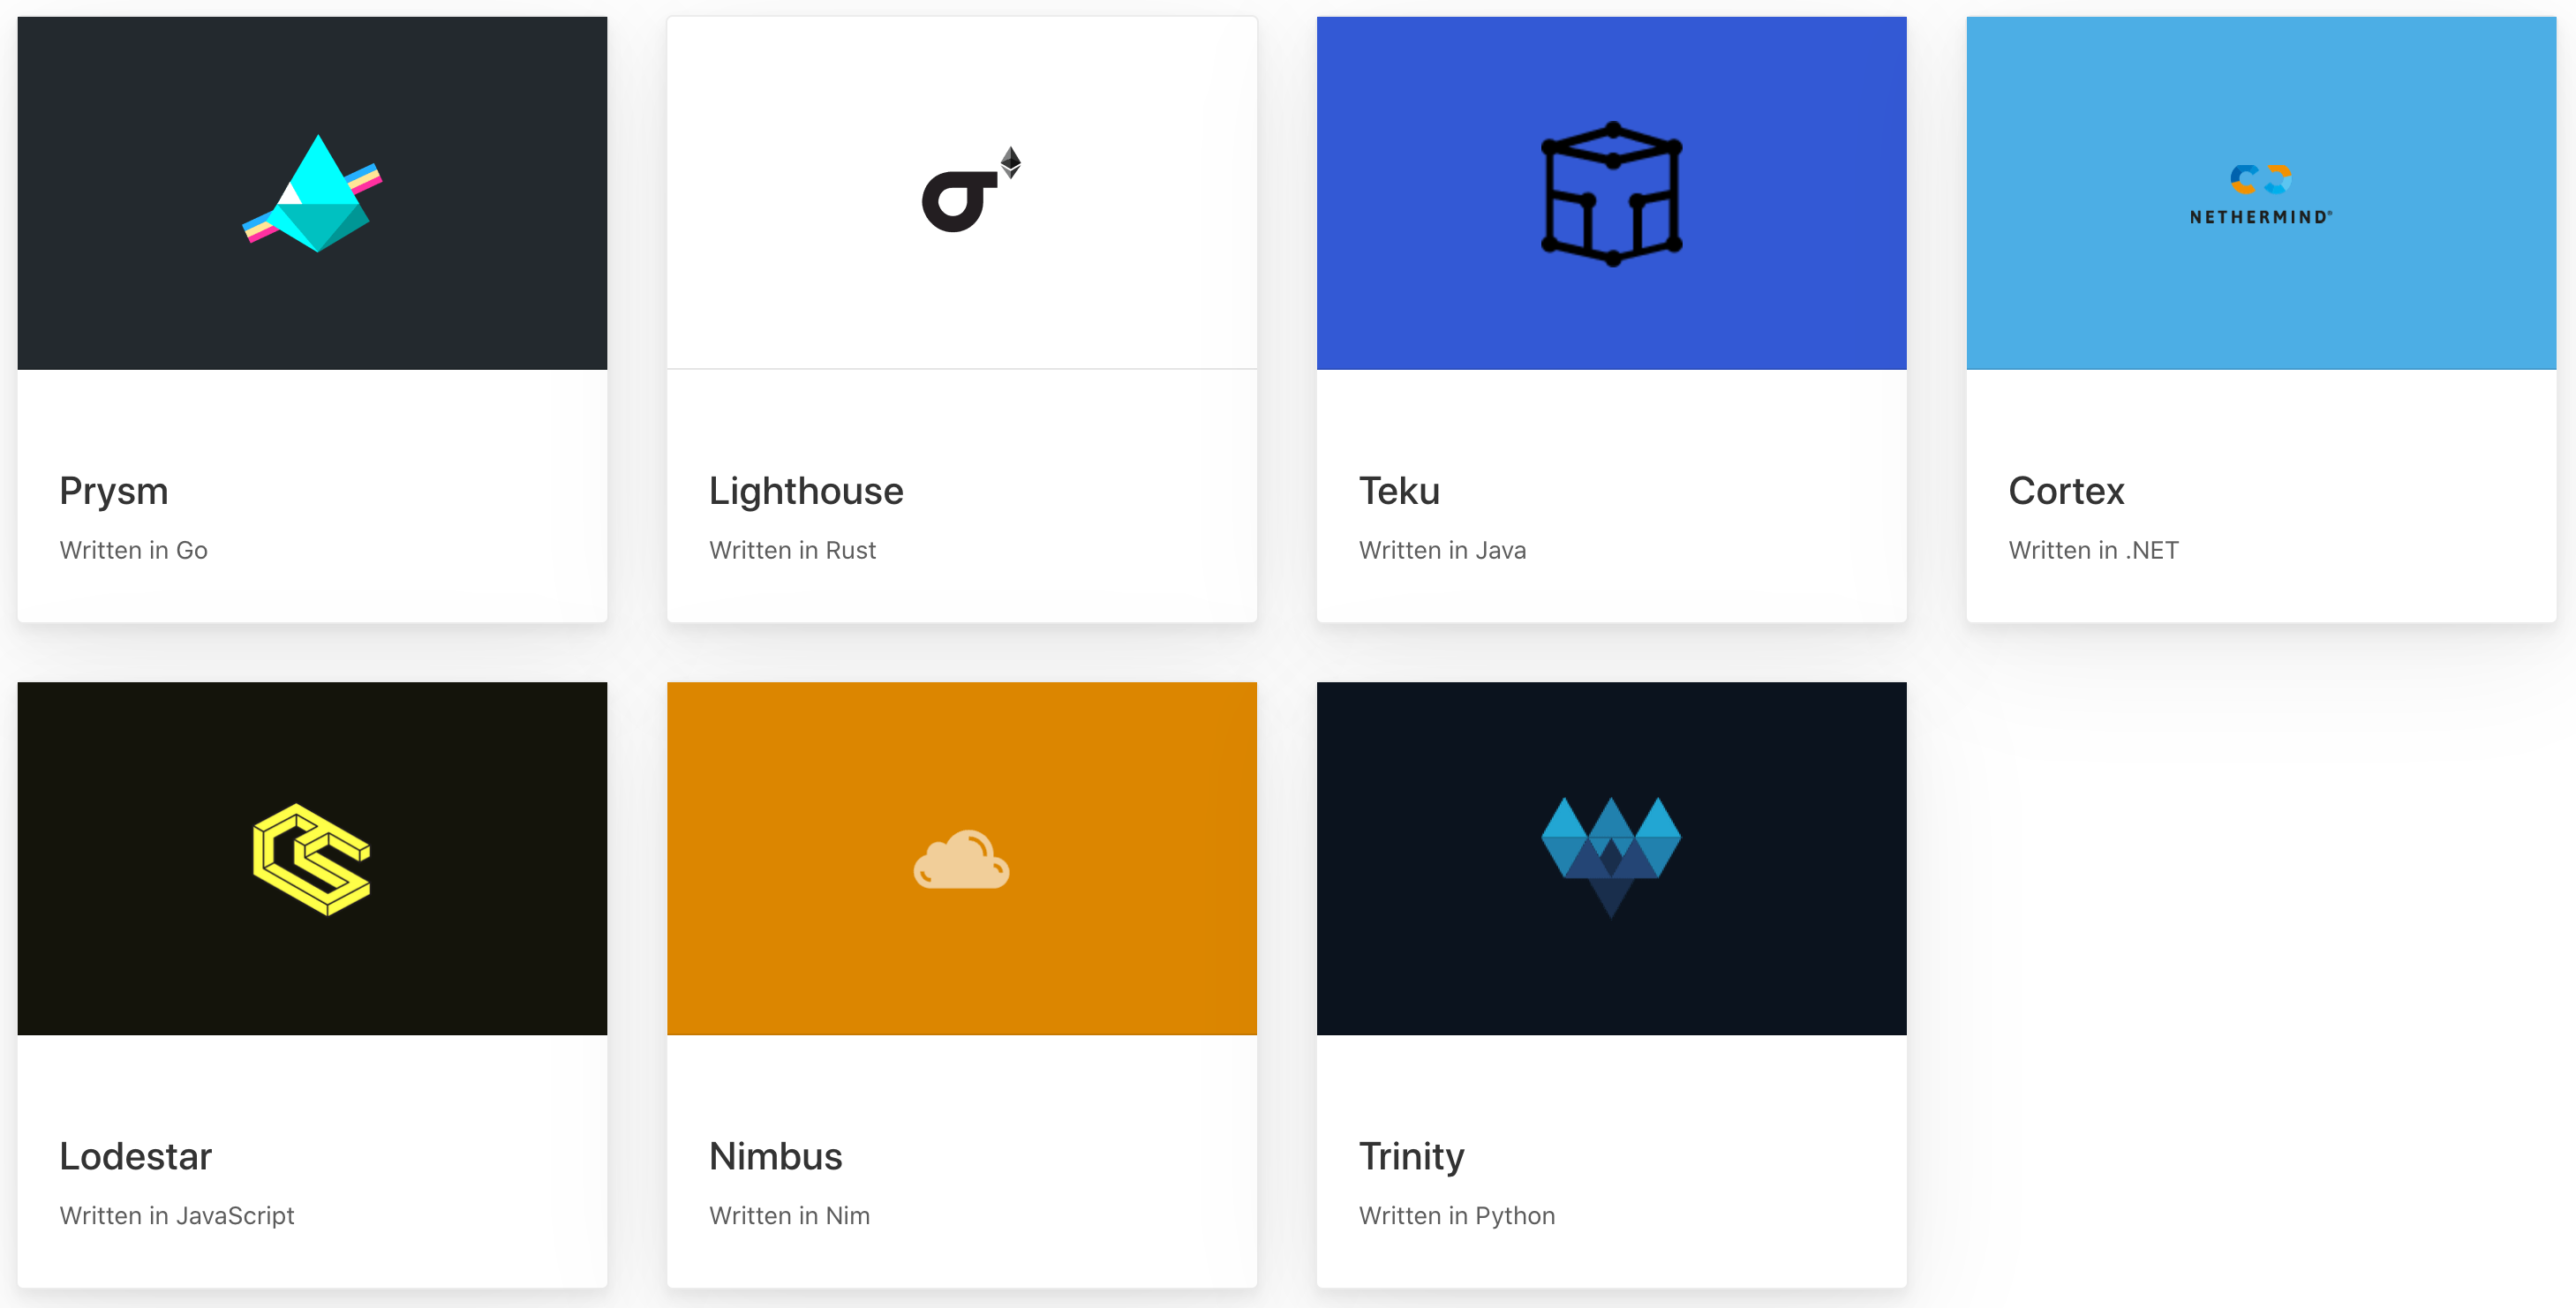 NETHERMIND®
Prysm
Written in Go
Lighthouse
Written in Rust
Teku
Written in Java
Cortex
Written in .NET
Lodestar
Written in JavaScript
Nimbus
Written in Nim
Trinity
Written in Python